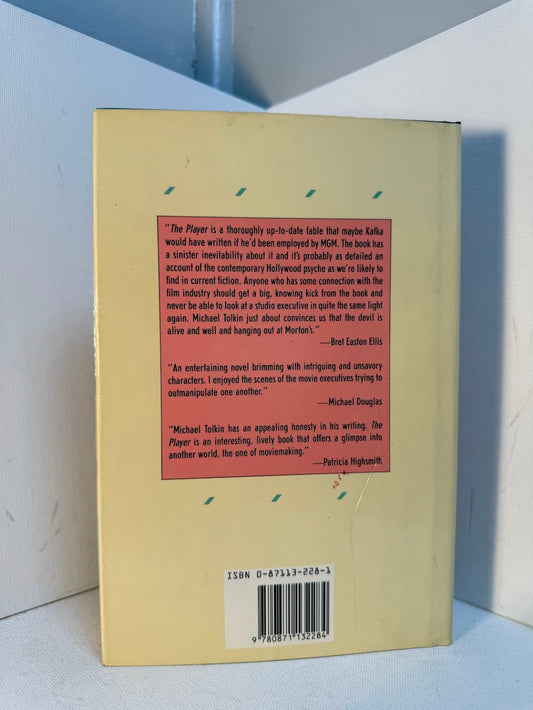 "The Player is a thoroughly up-to-date fable that maybe Kafka
would have written if he'd been employed by MGM. The book has
a sinister inevitability about it and it's probably as detailed an
account of the contemporary Hollywood psyche as we're likely to
find in current fiction. Anyone who has some connection with the
film industry should get a big, knowing kick from the book and
never be able to look at a studio executive in quite the same light
again. Michael Tolkin just about convinces us that the devil is
alive and well and hanging out at Morton's."
—Bret Easton Ellis
"An entertaining novel brimming with intriguing and unsavory
characters. I enjoyed the scenes of the movie executives trying to
outmanipulate one another."
—Michael Douglas
"Michael Tolkin has an appealing honesty in his writing. The
Player is an interesting, lively book that offers a glimpse into
another world, the one of moviemaking."
—Patricia Highsmith
ISBN 0-87113-228-1
9 780871 132284